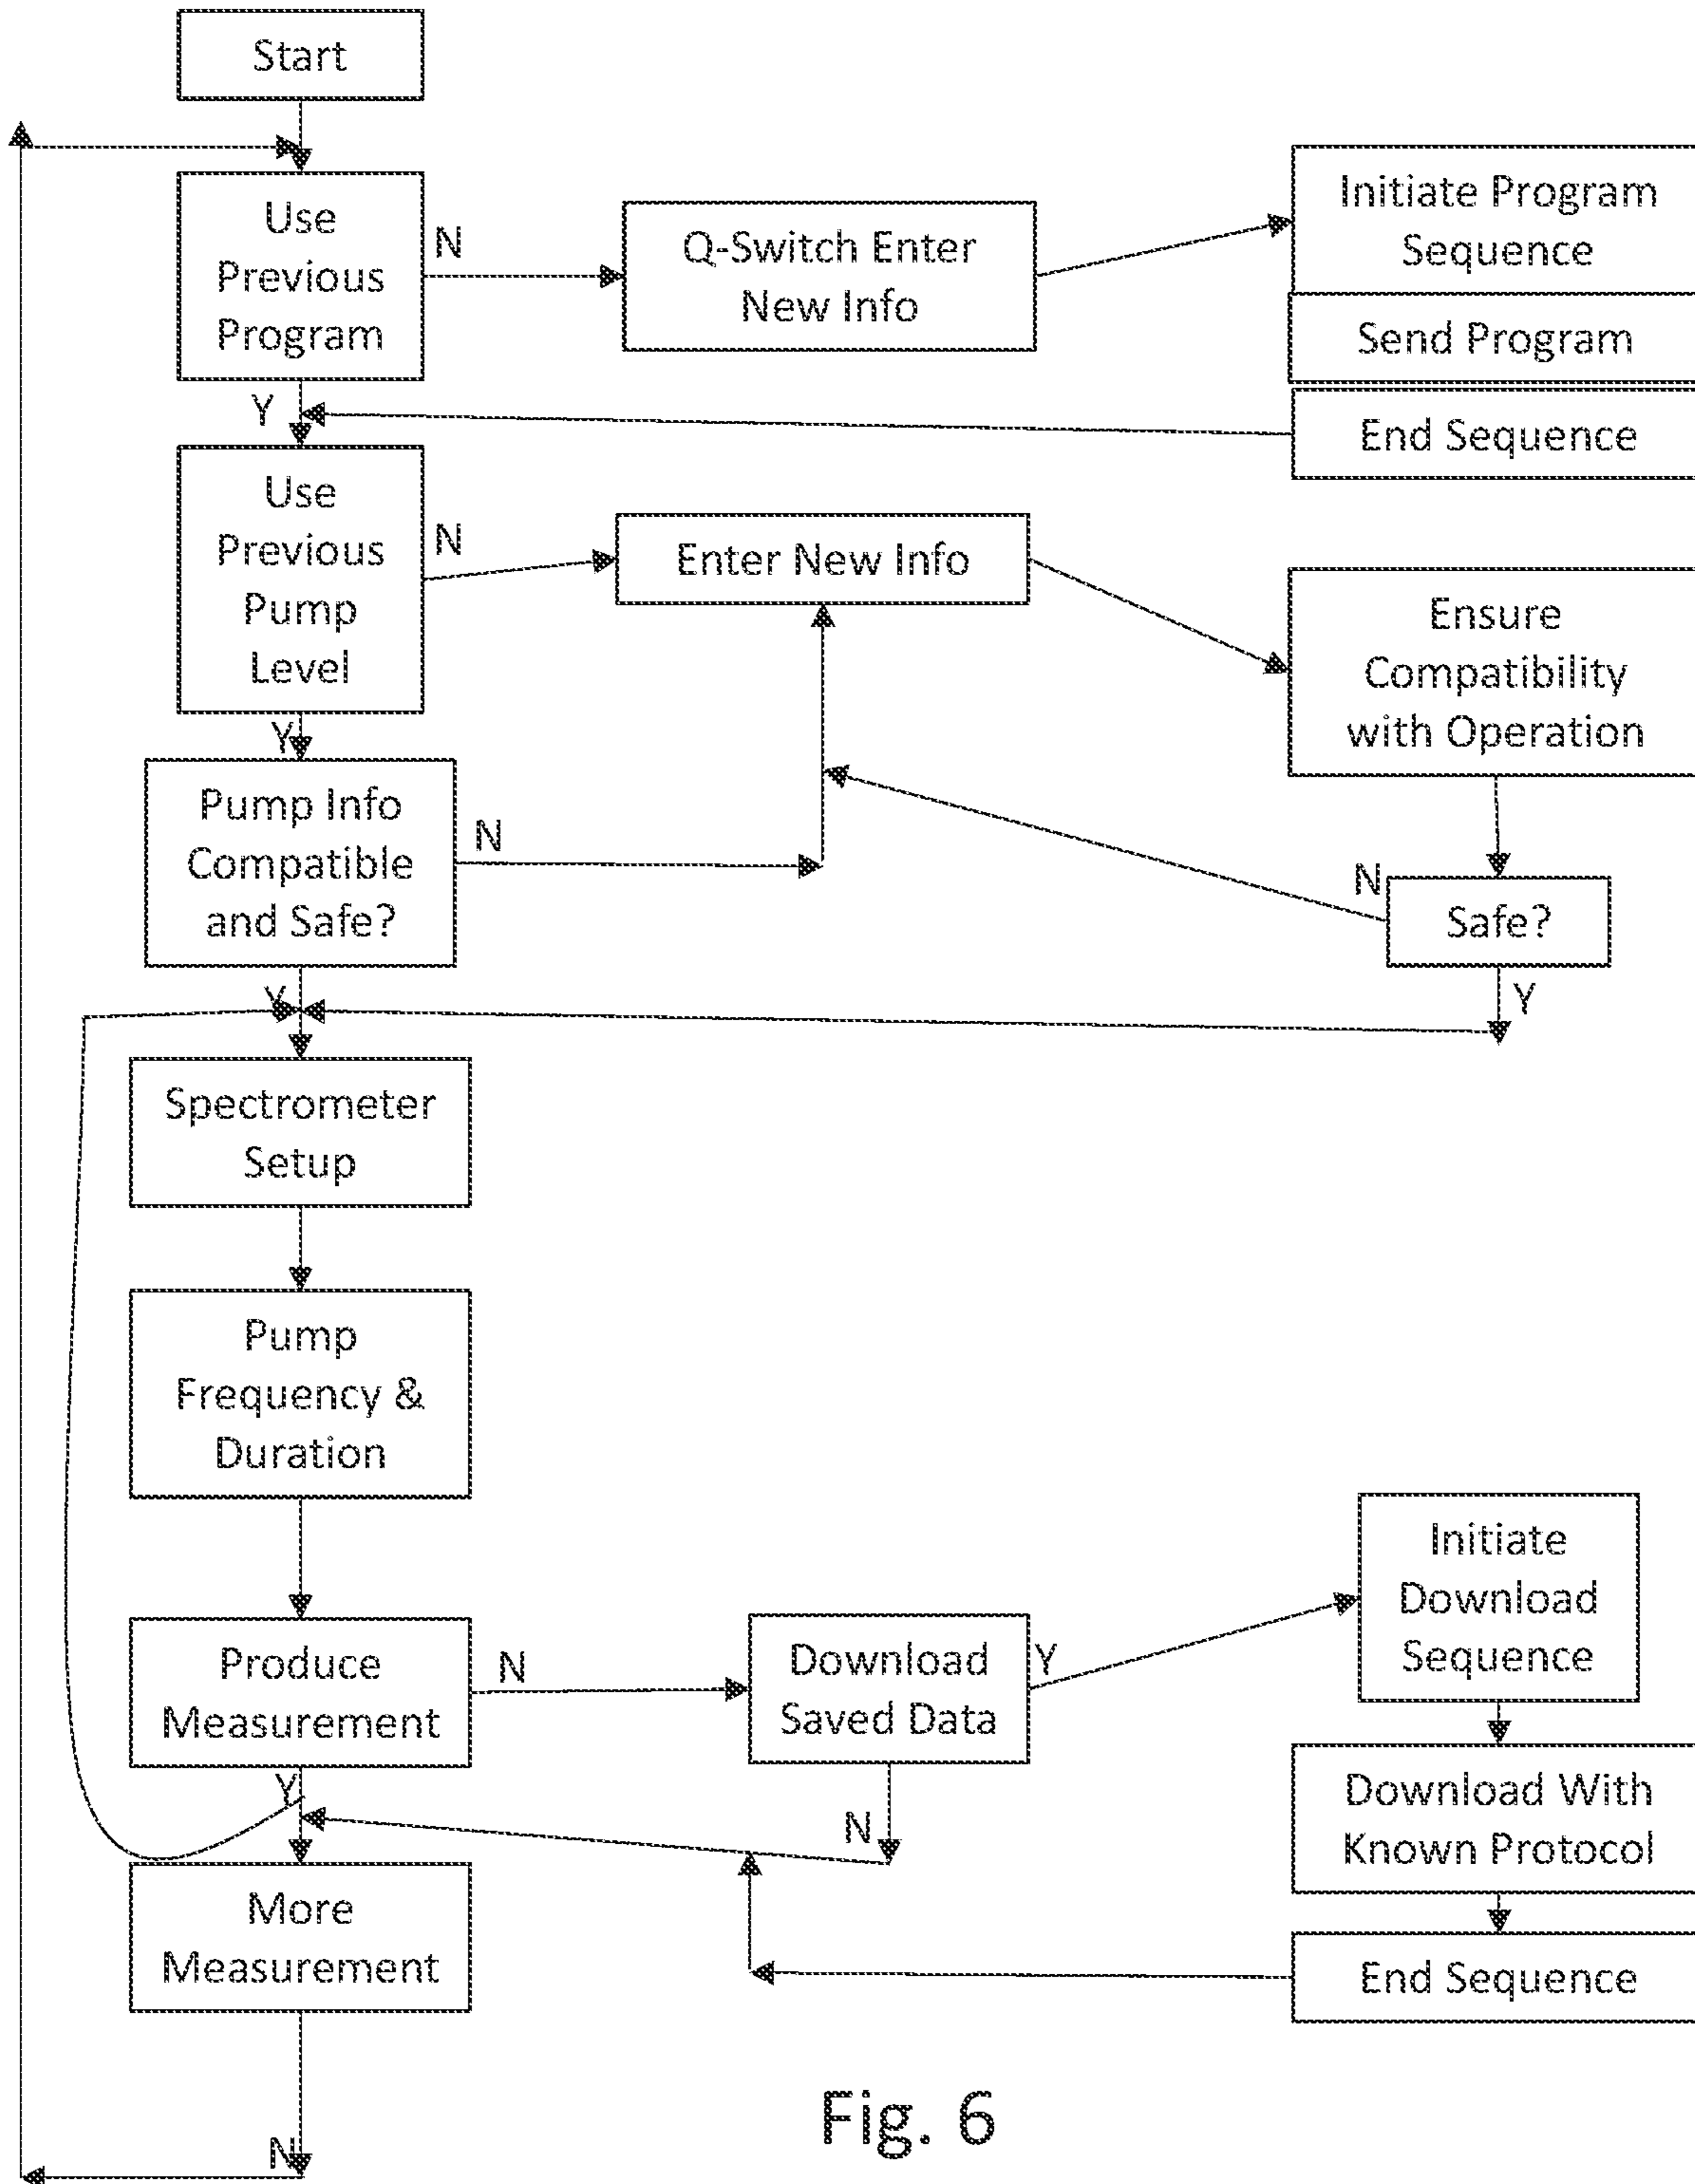 Start
Use
Previous
Program
N
Q-Switch Enter
New Info
Initiate Program
Sequence
Send Program
End Sequence
Y
Use
Previous
Pump
Level
N
Enter New Info
Ensure
Compatibility
with Operation
Y
Pump Info
Compatible
and Safe?
N
N
Safe?
Y
Y
Spectrometer
Setup
Pump
Frequency &
Duration
Produce
Measurement
N
Download
Saved Data
Y
Initiate
Download
Sequence
Download With
Known Protocol
End Sequence
Y
N
More
Measurement
N
Fig. 6